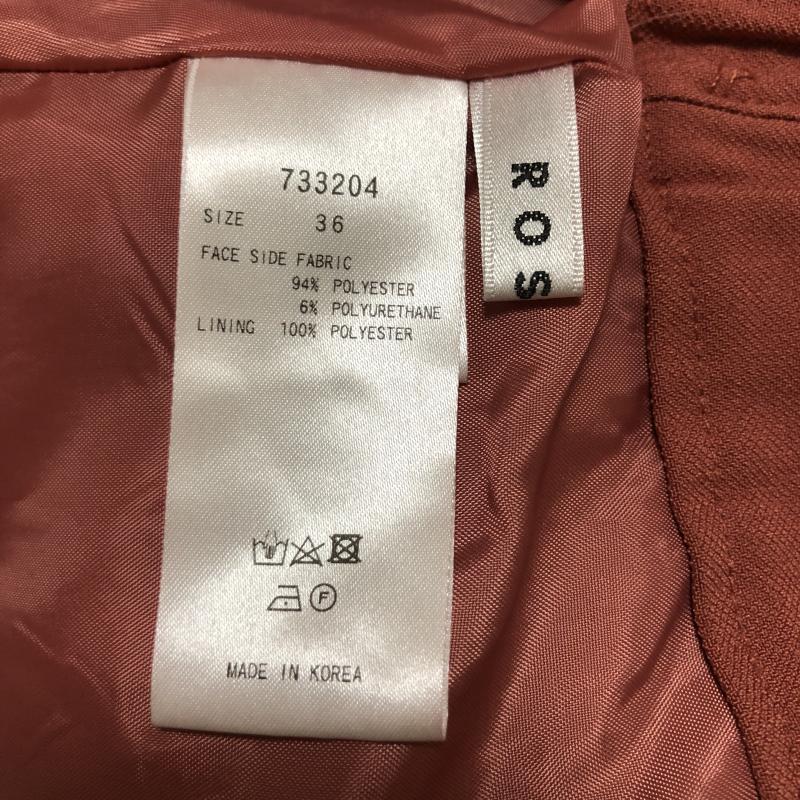 733204
SIZE 36
FACE SIDE FABRIC
94% POLYESTER
6% POLYURETHANE
LINING 100% POLYESTER
F
MADE IN KOREA
ROS